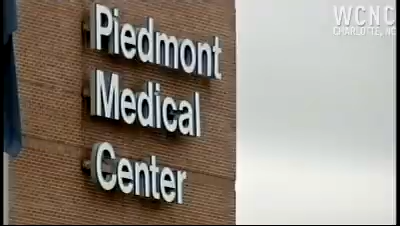 WCNC
CHARLOTTE, NC
Piedmont
Medical
Center